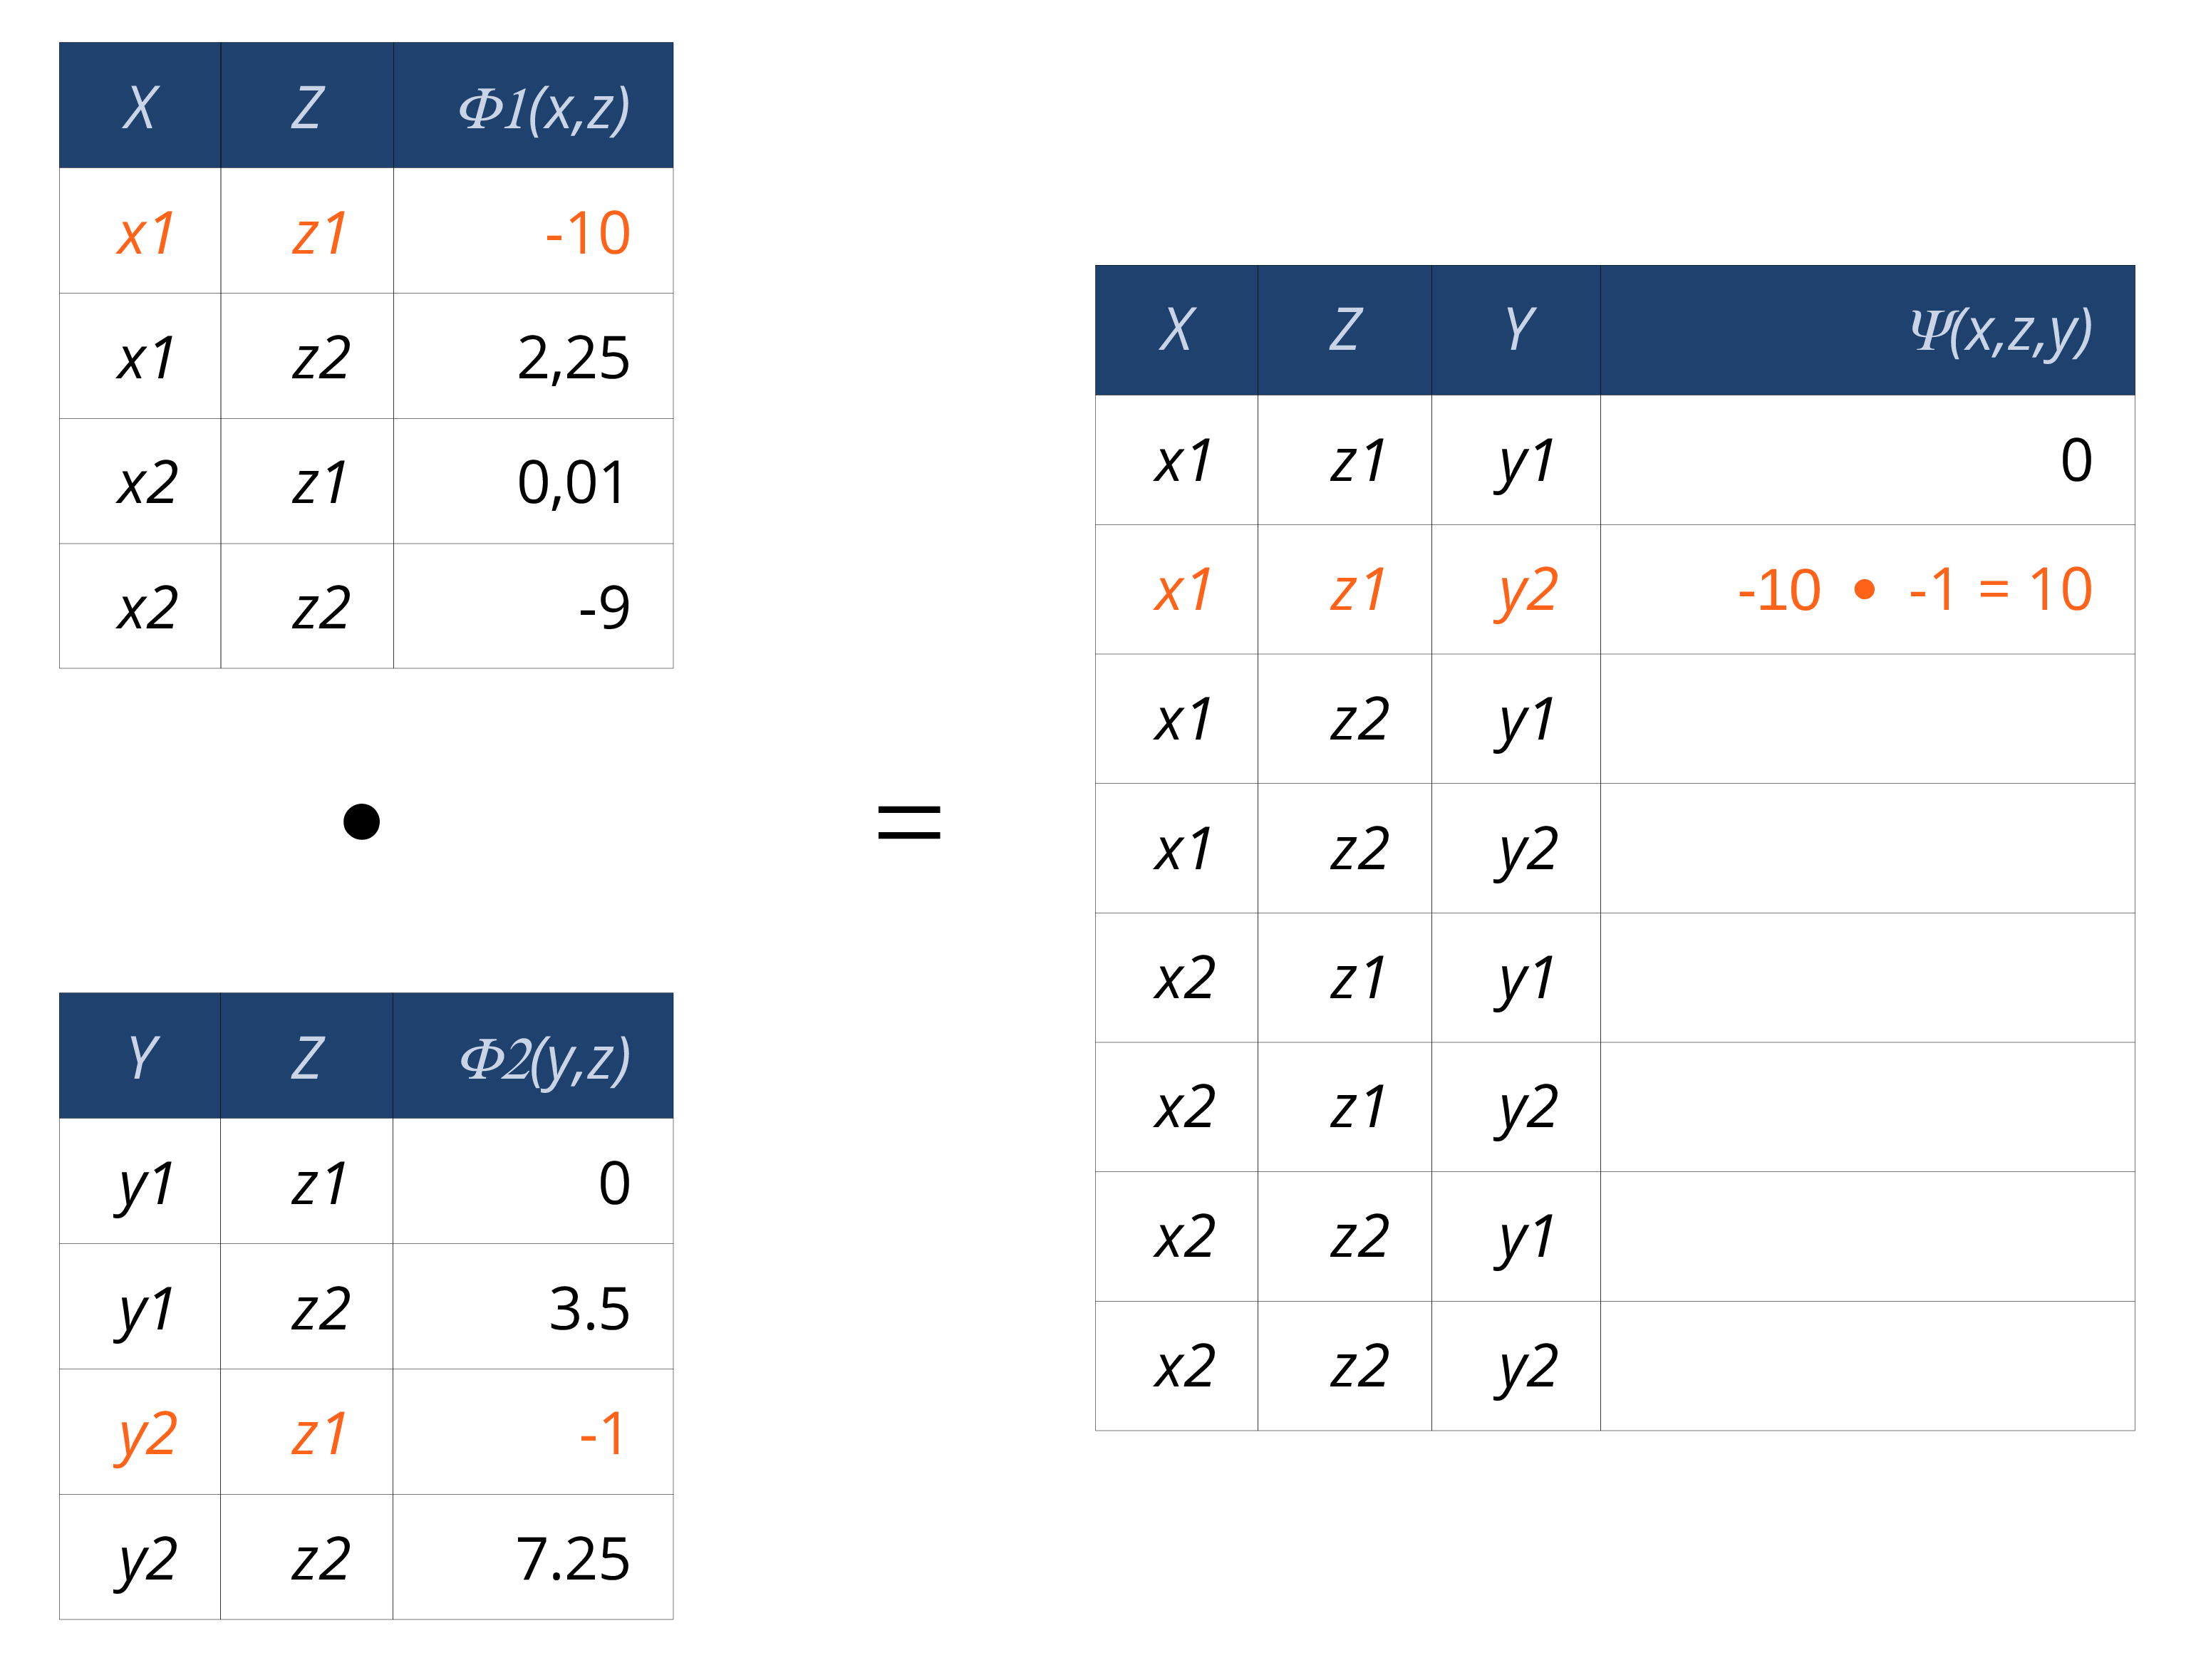 X Z Φ1(x,z)
x1 z1 -10
x1 z2 2,25
x2 z1 0,01
x2 z2 -9
•
Y Z Φ2(y,z)
y1 z1 0
y1 z2 3.5
y2 z1 -1
y2 z2 7.25
=
X Z Y Ψ(x,z,y)
x1 z1 y1 0
x1 z1 y2 -10 • -1 = 10
x1 z2 y1
x1 z2 y2
x2 z1 y1
x2 z1 y2
x2 z2 y1
x2 z2 y2